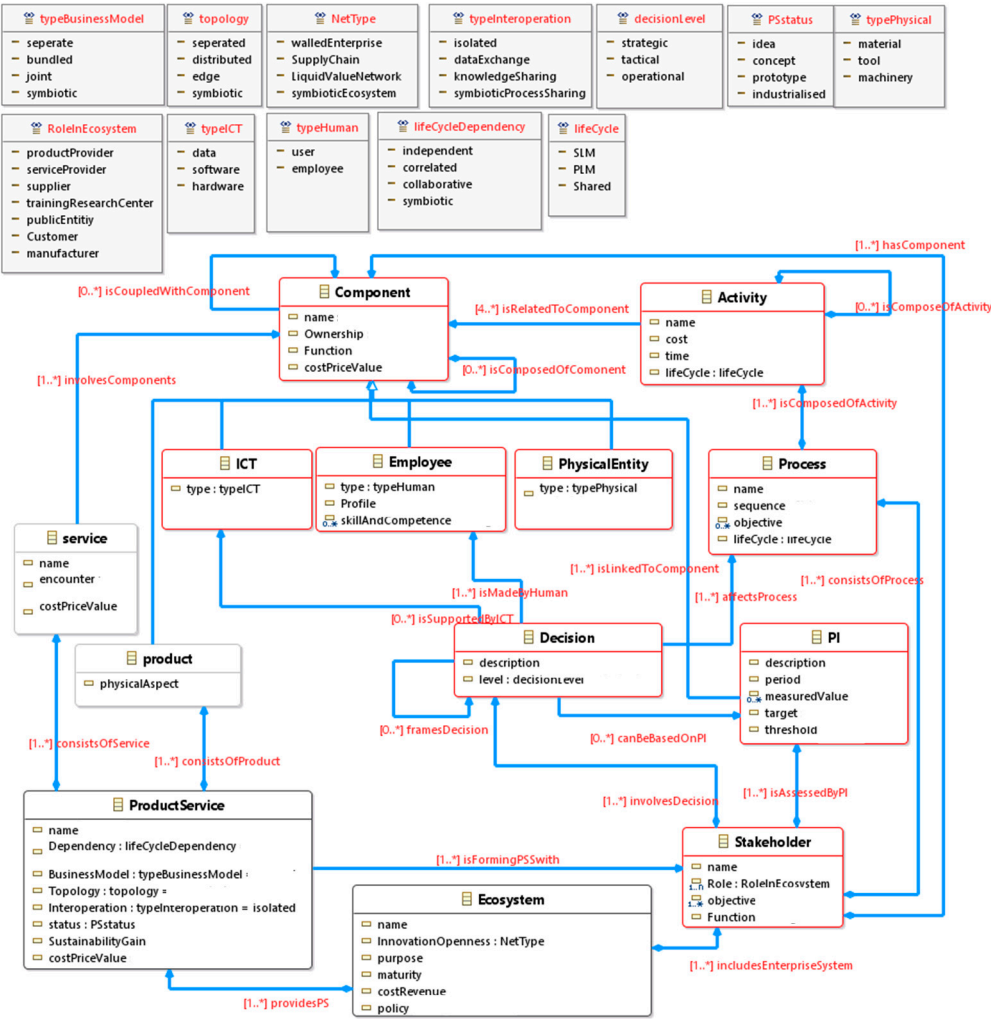 typeBusinessModel
seperate
bundled
joint
symbiotic
topology
seperated
distributed
edge
symbiotic
NetType
walledEnterprise
SupplyChain
LiquidValueNetwork
symbioticEcosystem
typeInteroperation
isolated
dataExchange
knowledgeSharing
symbioticProcessSharing
decisionLevel
strategic
tactical
operational
PSstatus
idea
concept
prototype
industrialised
typePhysical
material
tool
machinery
RoleInEcosystem
productProvider
serviceProvider
supplier
trainingResearchCenter
publicEntitiy
Customer
manufacturer
typeICT
data
software
hardware
typeHuman
user
employee
lifeCycleDependency
independent
correlated
collaborative
symbiotic
lifeCycle
SLM
PLM
Shared
[1..*] hasComponent
[0..*] isCoupledWithComponent
Component
name
Ownership
Function
costPriceValue
[4..*] isRelatedToComponent
Activity
name
cost
time
lifeCycle : lifeCycle
[0..*] isComposeOfActivity
[1..*] involvesComponents
[0..*] isComposedOfComonent
[1..*] isComposedOfActivity
ICT
type : typeICT
Employee
type : typeHuman
Profile
0..* skillAndCompetence
PhysicalEntity
type : typePhysical
Process
name
sequence
0..* objective
lifeCycle : lifeCycle
service
name
encounter
costPriceValue
[1..*] isLinkedToComponent
[1..*] consistsOfProcess
[1..*] isMadeByHuman
[1..*] affectsProcess
[0..*] isSupportedByICT
Decision
description
level : decisionLevel
PI
description
period
0..* measuredValue
target
threshold
product
physicalAspect
[0..*] framesDecision
[0..*] canBeBasedOnPI
[1..*] consistsOfService
[1..*] consistsOfProduct
[1..*] involvesDecision
[1..*] isAssessedByPI
ProductService
name
Dependency : lifeCycleDependency
BusinessModel : typeBusinessModel :
Topology : topology =
Interoperation : typeInteroperation = isolated
status : PSstatus
SustainabilityGain
costPriceValue
[1..*] isFormingPSSwith
Stakeholder
name
1..n Role : RoleInEcosystem
1..* objective
Function
Ecosystem
name
InnovationOpenness : NetType
purpose
maturity
costRevenue
policy
[1..*] includesEnterpriseSystem
[1..*] providesPS